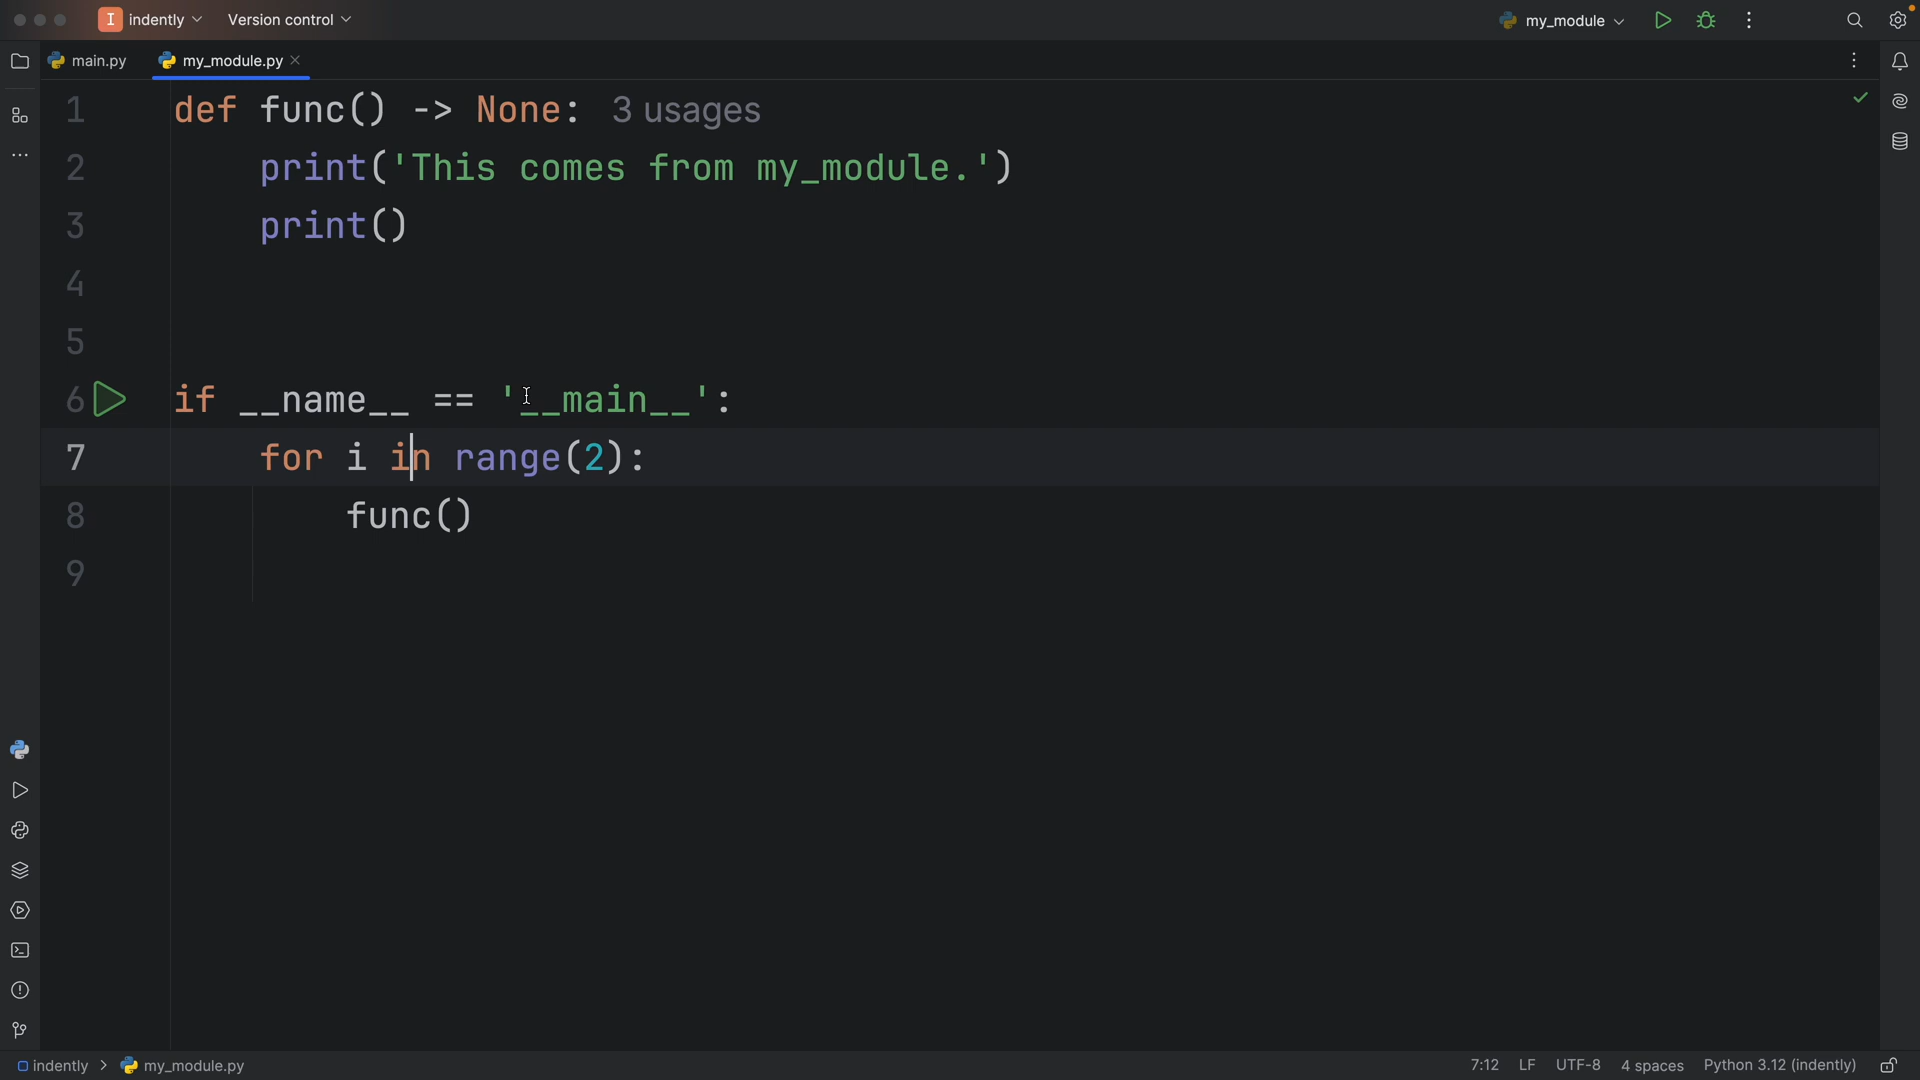 I indently Version control my_module
main.py my_module.py
1 def func() -> None: 3 usages
2 print('This comes from my_module.')
3 print()
4
5
6 if __name__ == '__main__':
7 for i in range(2):
8 func()
9
indently my_module.py 7:12 LF UTF-8 4 spaces Python 3.12 (indently)